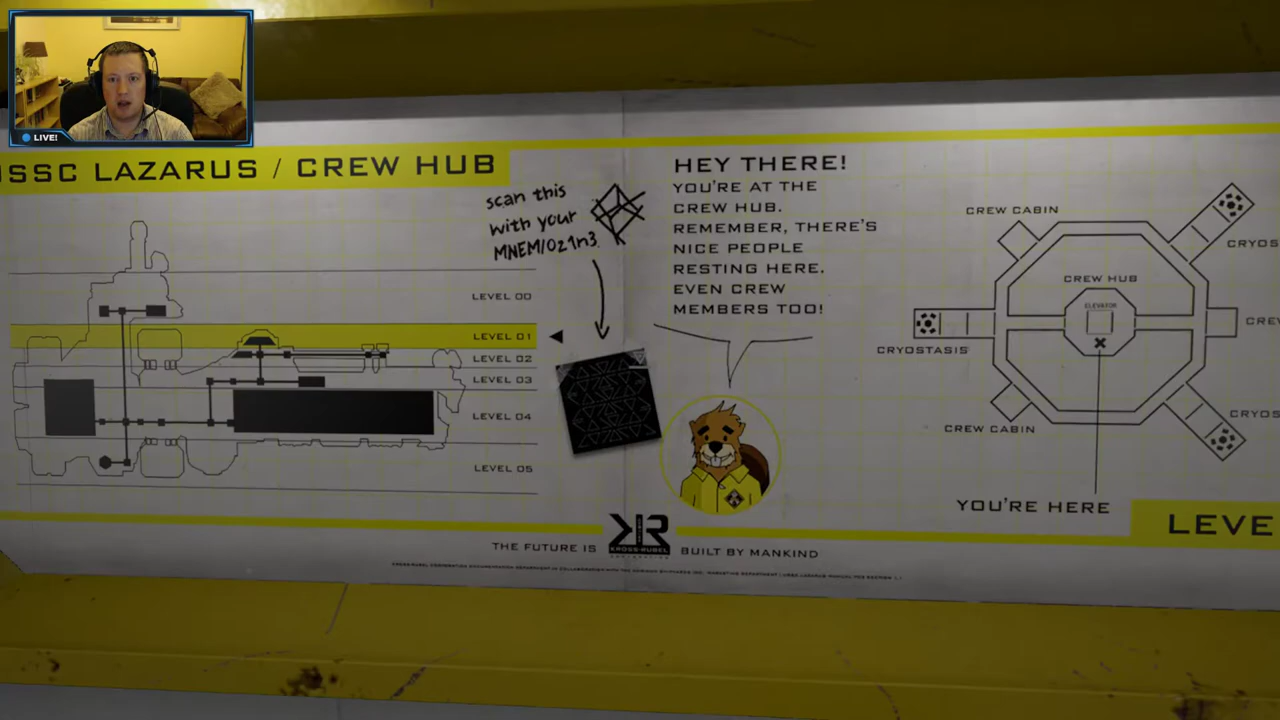 LIVE!
SSC LAZARUS / CREW HUB
scan this
with your
MNEM/021n3
LEVEL 00
LEVEL 01
LEVEL 02
LEVEL 03
LEVEL 04
LEVEL 05
HEY THERE!
YOU'RE AT THE
CREW HUB.
REMEMBER, THERE'S
NICE PEOPLE
RESTING HERE.
EVEN CREW
MEMBERS TOO!
CREW CABIN
CRYOS
CREW HUB
ELEVATOR
CRE
CRYOSTASIS
CRYOS
CREW CABIN
YOU'RE HERE
LEVE
THE FUTURE IS
KR
KROSS-RUBEL
BUILT BY MANKIND